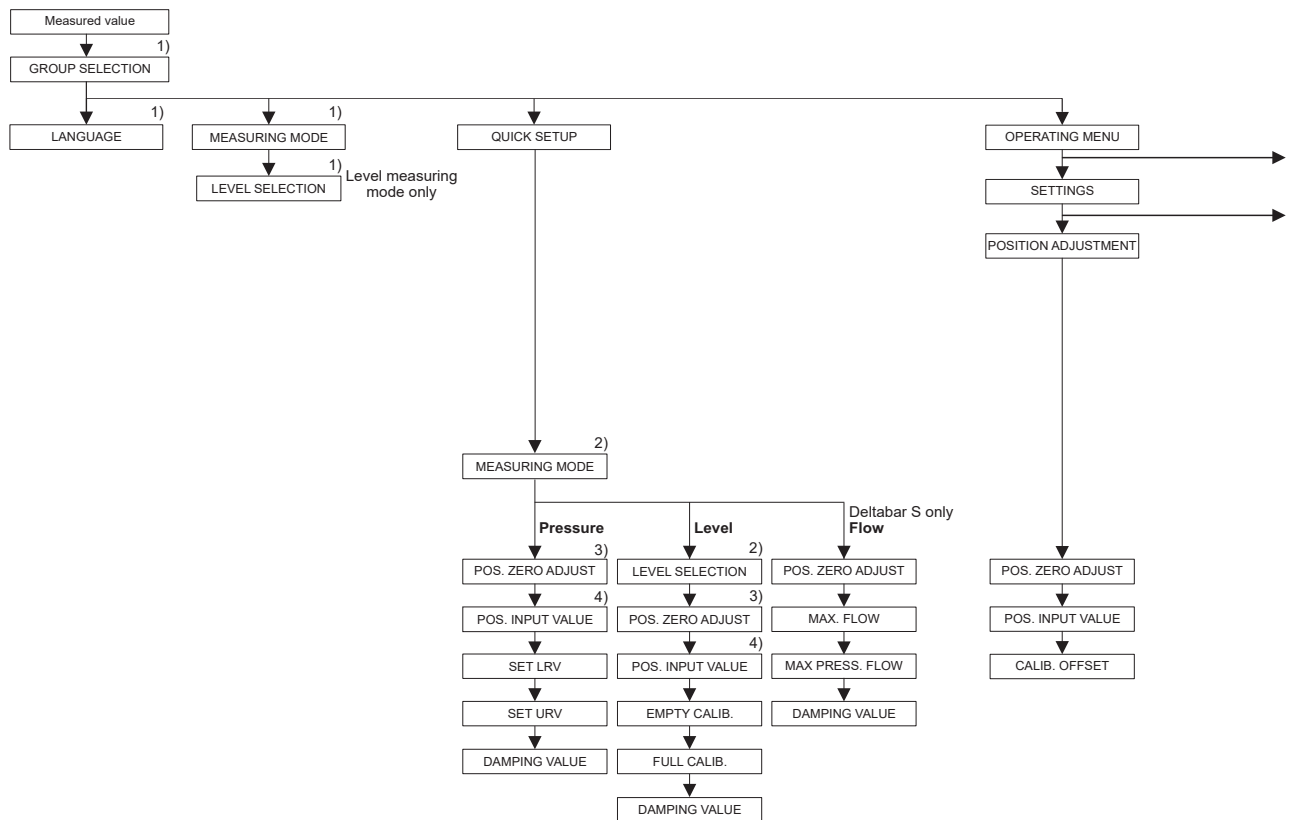 Measured value
1)
GROUP SELECTION
1)
LANGUAGE
1)
MEASURING MODE
QUICK SETUP
OPERATING MENU
1)
LEVEL SELECTION
Level measuring
mode only
SETTINGS
POSITION ADJUSTMENT
2)
MEASURING MODE
Pressure
Level
Deltabar S only
Flow
3)
POS. ZERO ADJUST
4)
POS. INPUT VALUE
SET LRV
SET URV
DAMPING VALUE
2)
LEVEL SELECTION
3)
POS. ZERO ADJUST
4)
POS. INPUT VALUE
EMPTY CALIB.
FULL CALIB.
DAMPING VALUE
POS. ZERO ADJUST
MAX. FLOW
MAX PRESS. FLOW
DAMPING VALUE
POS. ZERO ADJUST
POS. INPUT VALUE
CALIB. OFFSET